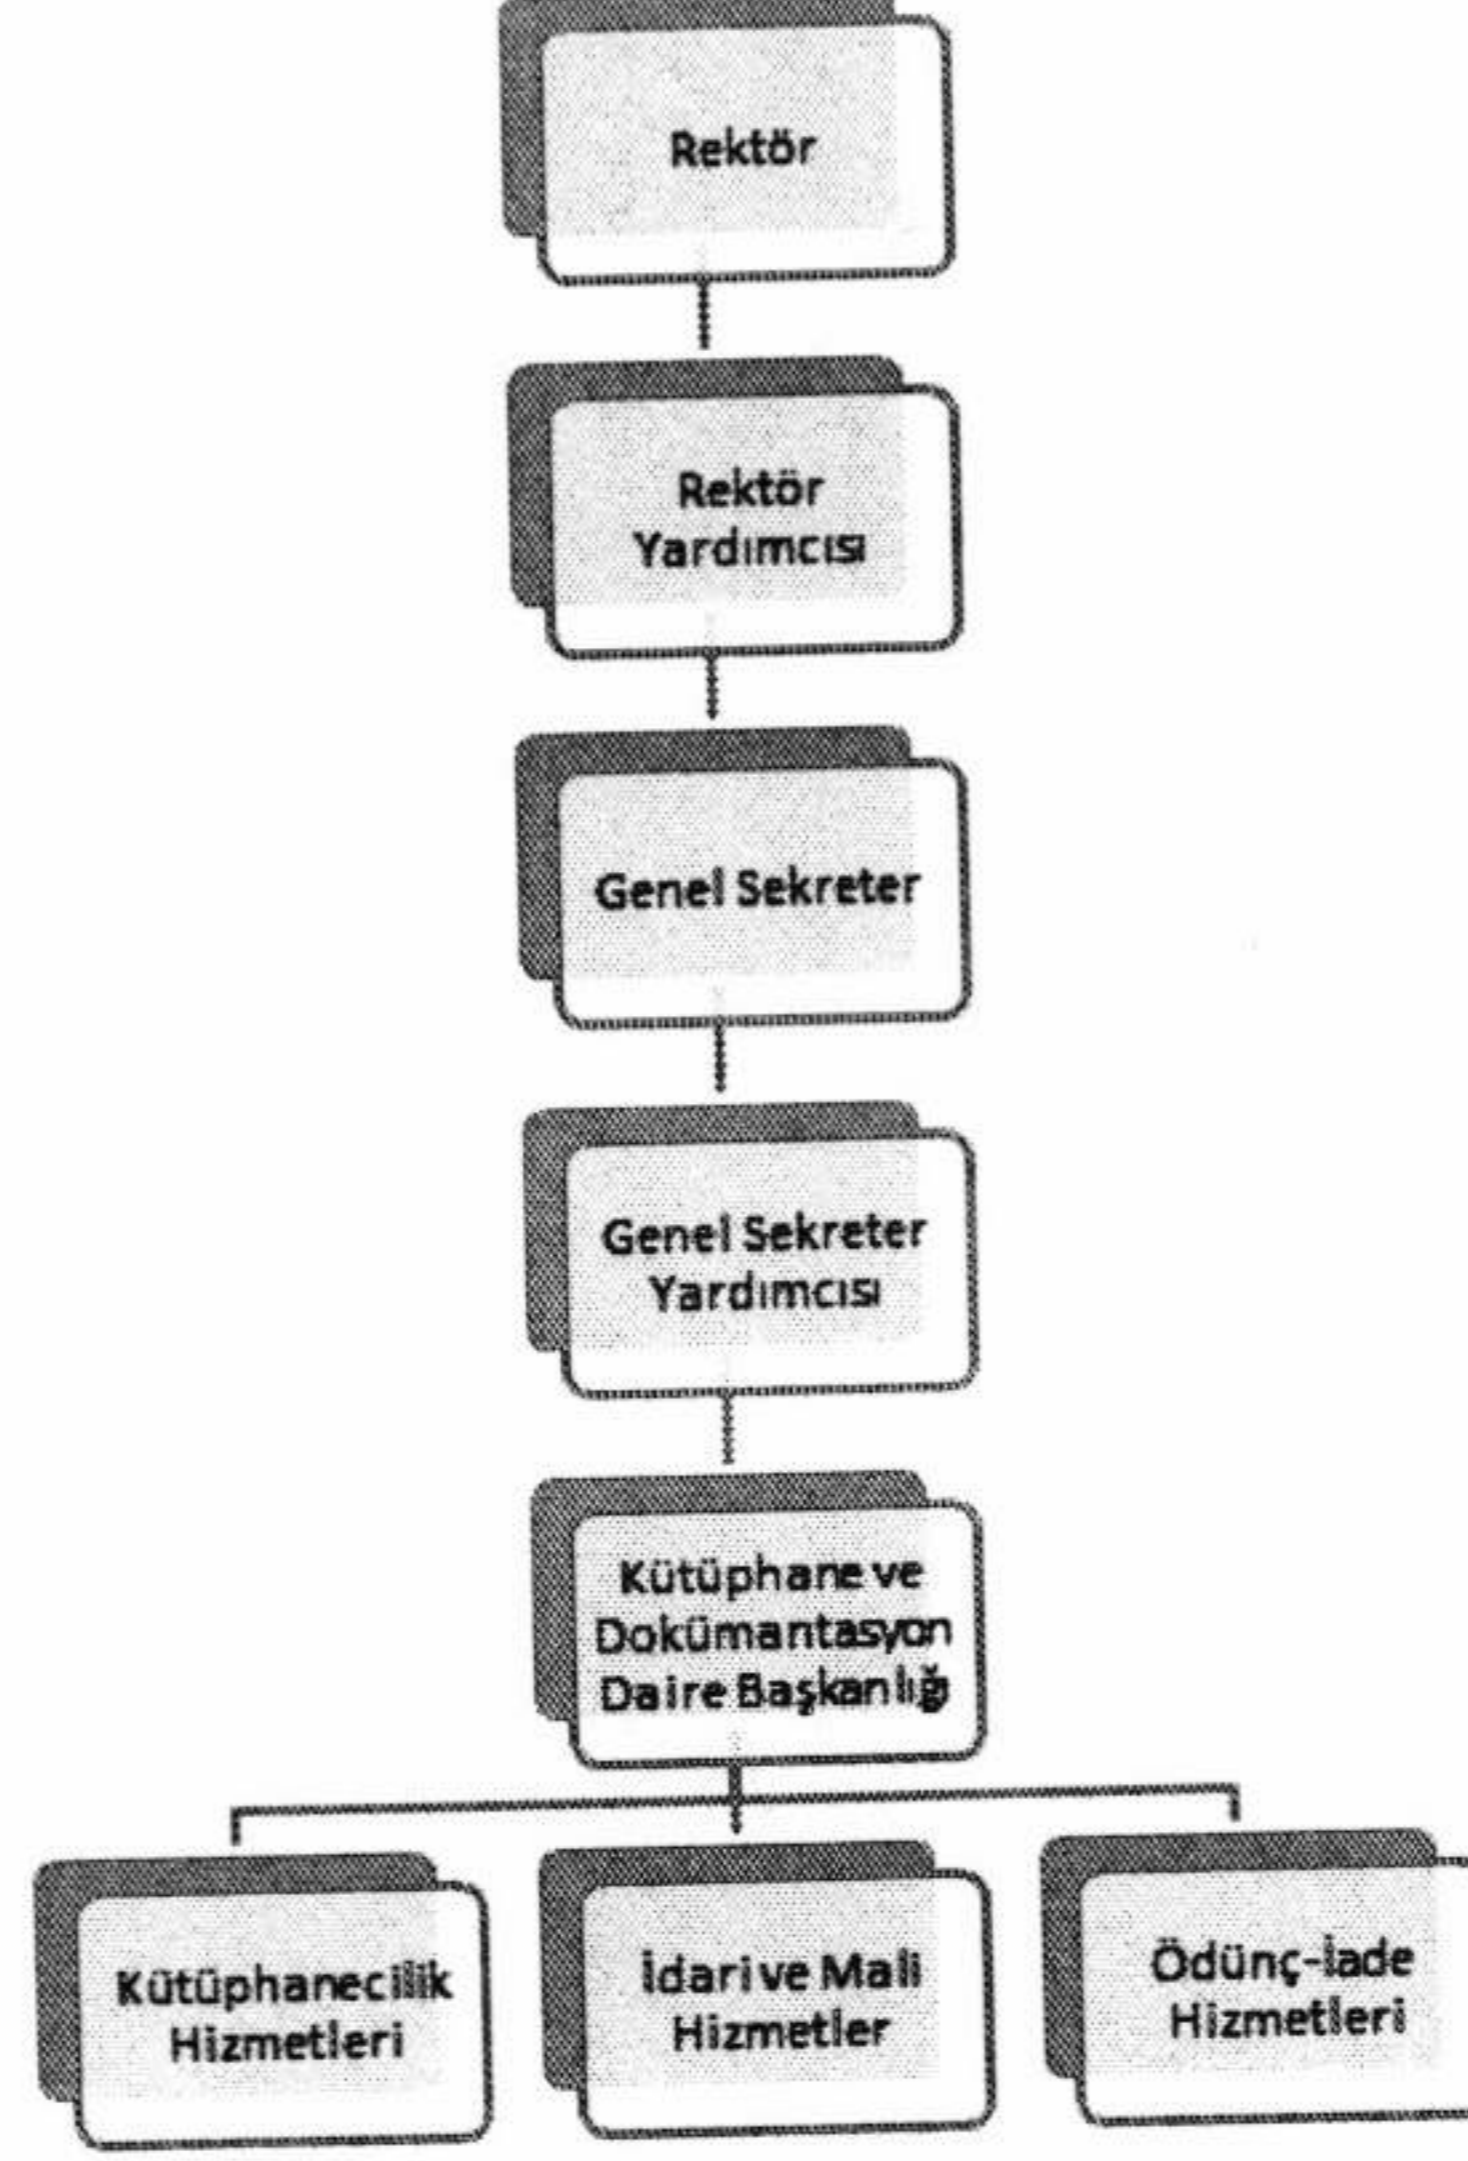 Rektör
Rektör
Yardımcısı
Genel Sekreter
Genel Sekreter
Yardımcısı
Kütüphane ve
Dokümantasyon
Daire Başkanlığı
Kütüphanecilik
Hizmetleri
İdari ve Mali
Hizmetler
Ödünç-İade
Hizmetleri